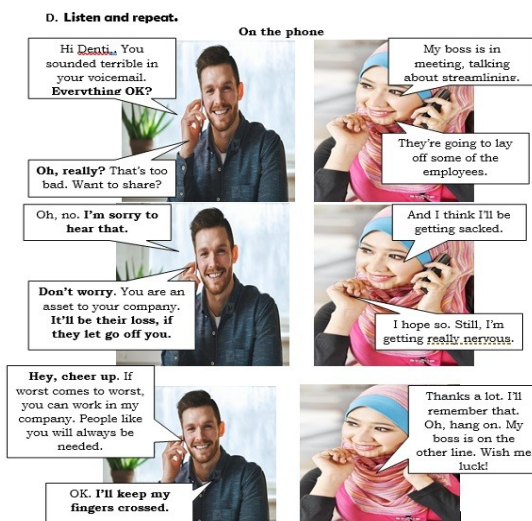 D. Listen and repeat.
On the phone
Hi Denti,. You
sounded terrible in
your voicemail.
Everything OK?
My boss is in
meeting, talking
about streamlinine.
Oh, really? That's too
bad. Want to share?
They're going to lay
off some of the
employees.
Oh, no. I'm sorry to
hear that.
And I think I'll be
getting sacked.
Don't worry. You are an
asset to your company.
It'll be their loss, if
they let go off you.
I hope so. Still, I'm
getting really nervous.
Hey, cheer up. If
worst comes to worst,
you can work in my
company. People like
you will always be
needed.
Thanks a lot. I'll
remember that.
Oh, hang on. My
boss is on the
other line. Wish me
luck!
OK. I'll keep my
fingers crossed.